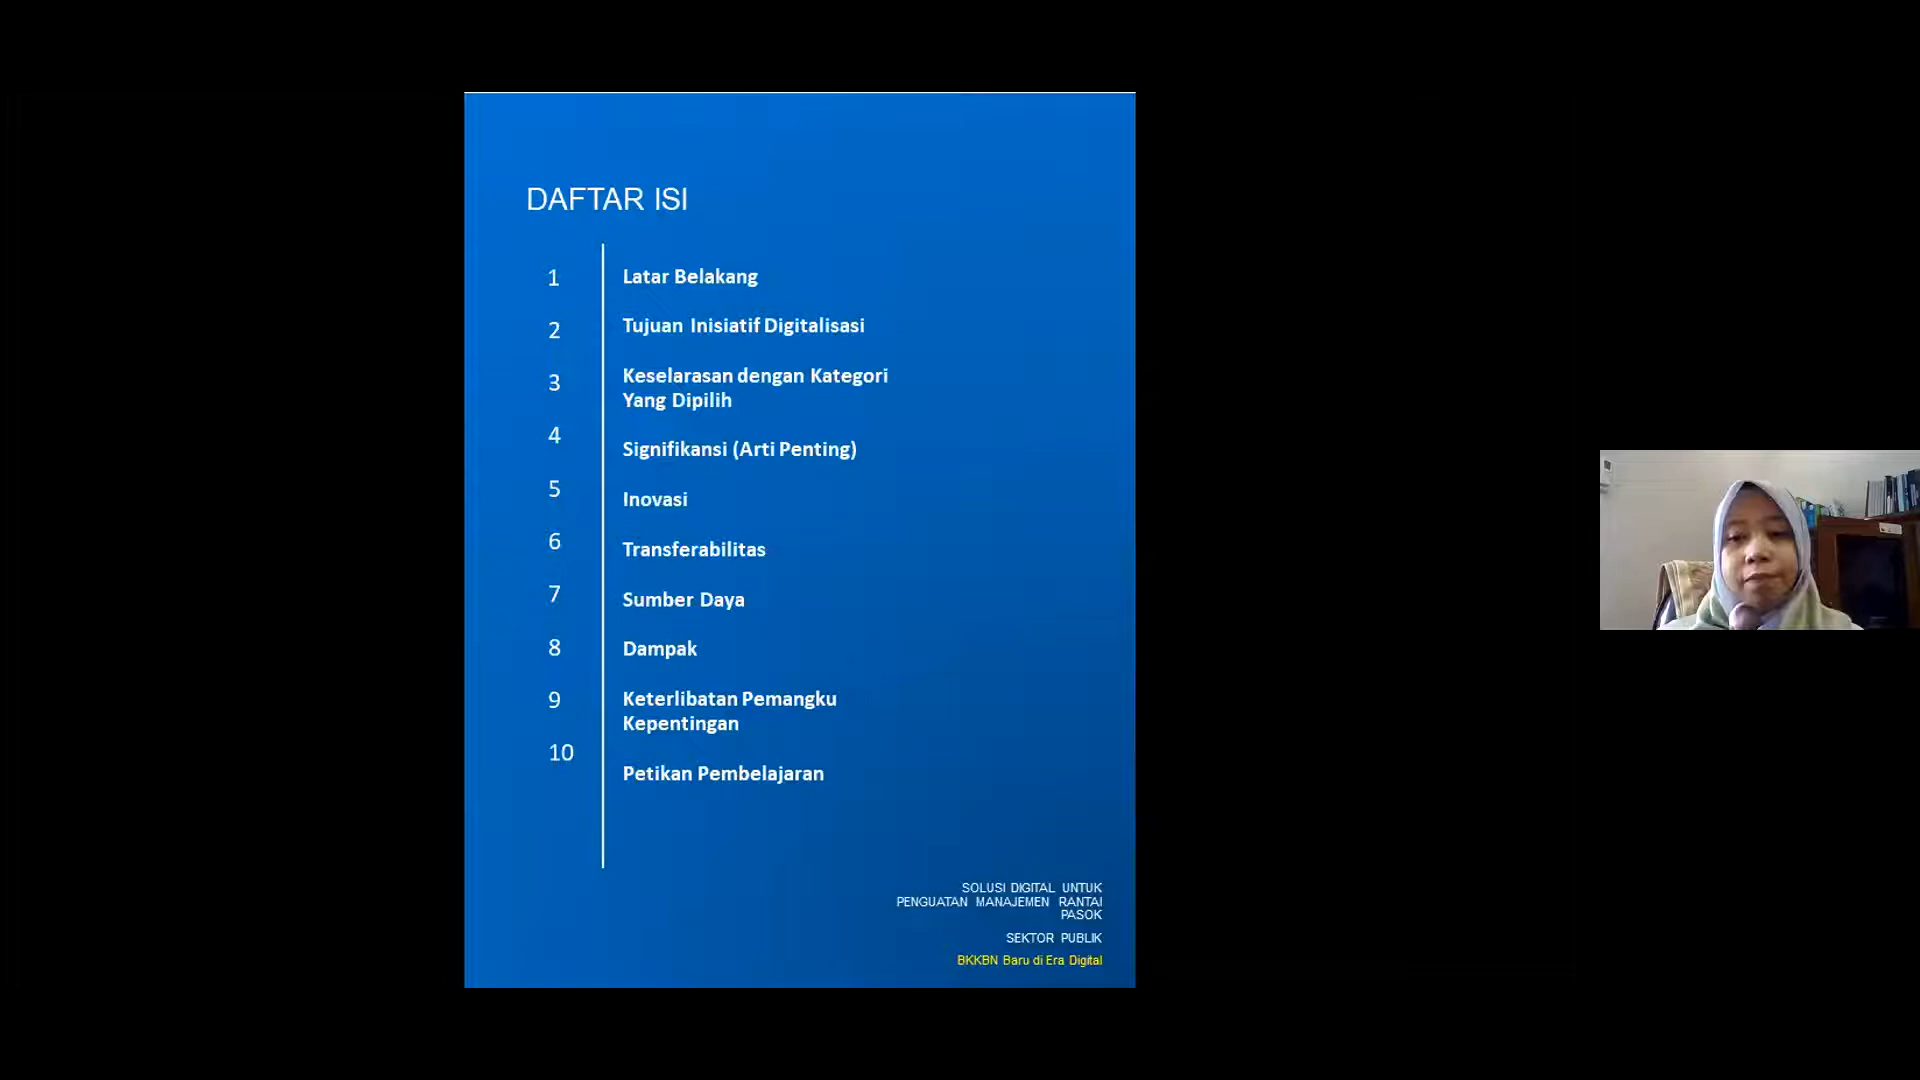 DAFTAR ISI
1 Latar Belakang
2 Tujuan Inisiatif Digitalisasi
3 Keselarasan dengan Kategori
Yang Dipilih
4 Signifikansi (Arti Penting)
5 Inovasi
6 Transferabilitas
7 Sumber Daya
8 Dampak
9 Keterlibatan Pemangku
Kepentingan
10 Petikan Pembelajaran
SOLUSI DIGITAL UNTUK
PENGUATAN MANAJEMEN RANTAI
PASOK
SEKTOR PUBLIK
BKKBN Baru di Era Digital